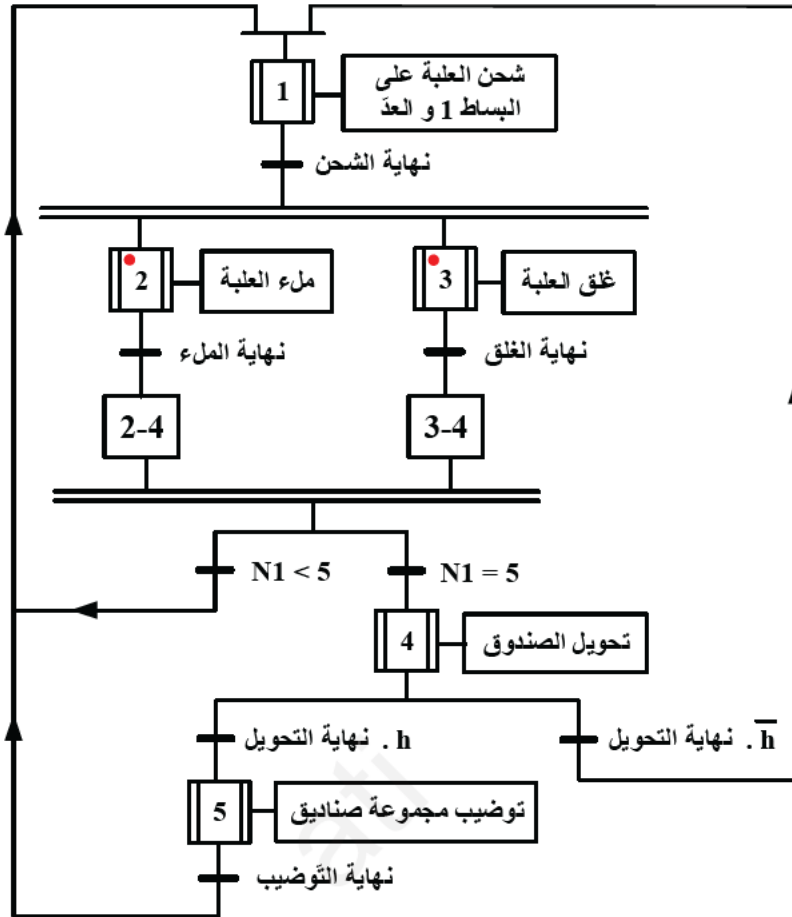 1
شحن العلبة على
البساط 1 و العدّ
نهاية الشحن
2
ملء العلبة
3
غلق العلبة
نهاية الملء
نهاية الغلق
2-4
3-4
N1 < 5
N1 = 5
4
تحويل الصندوق
نهاية التحويل . h
نهاية التحويل . h̅
5
توضيب مجموعة صناديق
نهاية التّوضيب